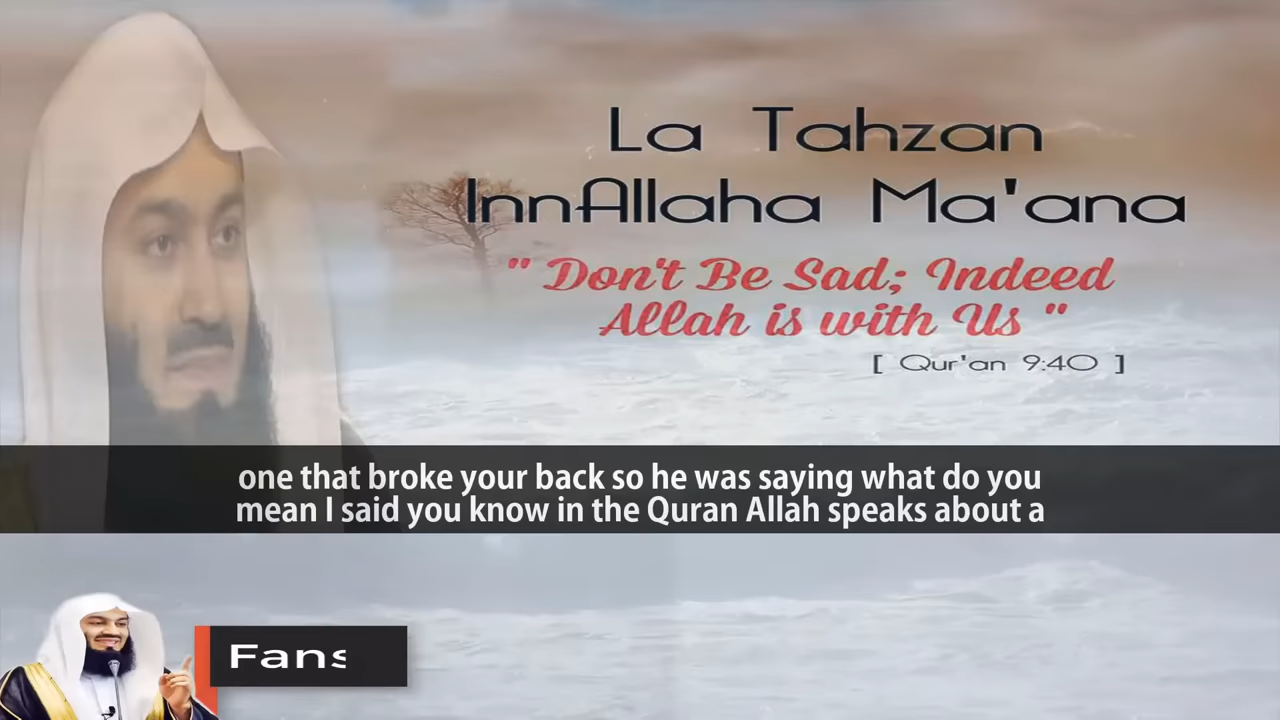 La Tahzan
InnAllaha Ma'ana
" Don't Be Sad; Indeed
Allah is with Us "
[ Qur'an 9:40 ]
one that broke your back so he was saying what do you
mean I said you know in the Quran Allah speaks about a
Fans